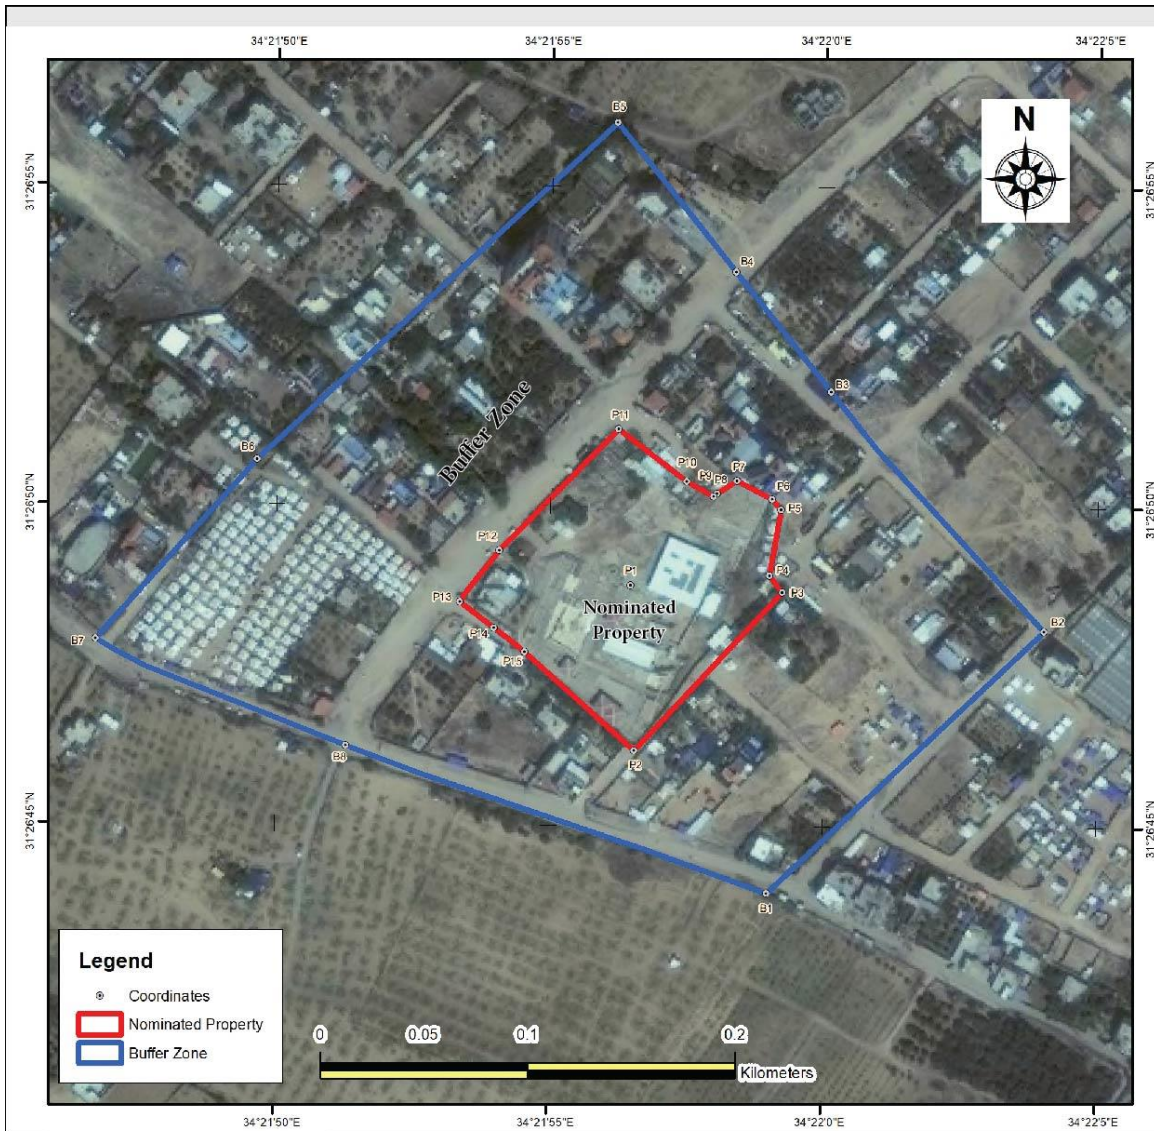 34°21'50"E
34°21'55"E
34°22'0"E
34°22'5"E
31°26'55"N
31°26'55"N
31°26'50"N
31°26'50"N
31°26'45"N
31°26'45"N
N
B5
B4
B3
B6
B7
B8
B2
B1
Buffer Zone
P11
P10
P9
P8
P7
P6
P5
P12
P4
P1
P3
P13
Nominated
Property
P14
P15
P2
Legend
Coordinates
Nominated Property
Buffer Zone
0
0.05
0.1
0.2
Kilometers
34°21'50"E
34°21'55"E
34°22'0"E
34°22'5"E